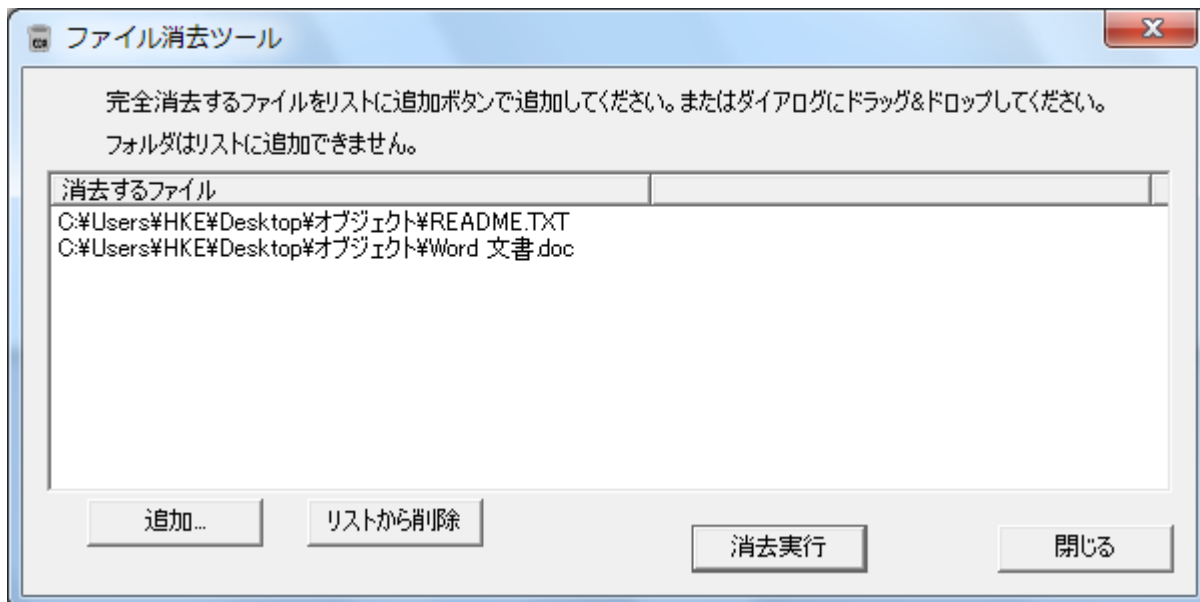 ファイル消去ツール
完全消去するファイルをリストに追加ボタンで追加してください。またはダイアログにドラッグ&ドロップしてください。
フォルダはリストに追加できません。
消去するファイル
C:¥Users¥HKE¥Desktop¥オブジェクト¥README.TXT
C:¥Users¥HKE¥Desktop¥オブジェクト¥Word 文書.doc
追加...
リストから削除
消去実行
閉じる